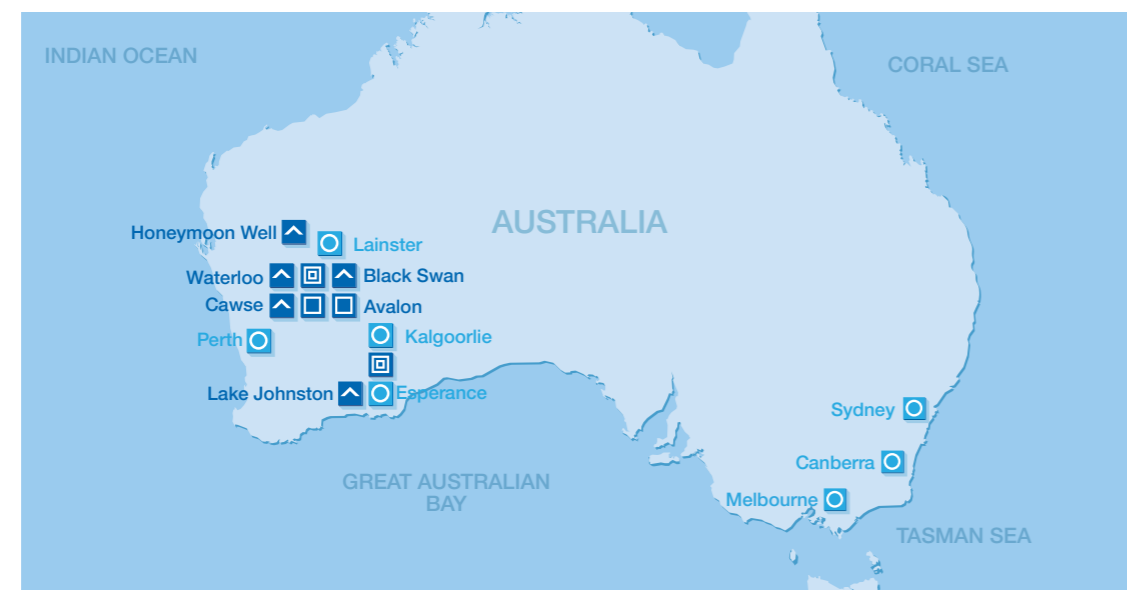 INDIAN OCEAN
CORAL SEA
AUSTRALIA
Honeymoon Well
Lainster
Waterloo
Black Swan
Cawse
Avalon
Perth
Kalgoorlie
Lake Johnston
Esperance
Sydney
Canberra
Melbourne
GREAT AUSTRALIAN
BAY
TASMAN SEA